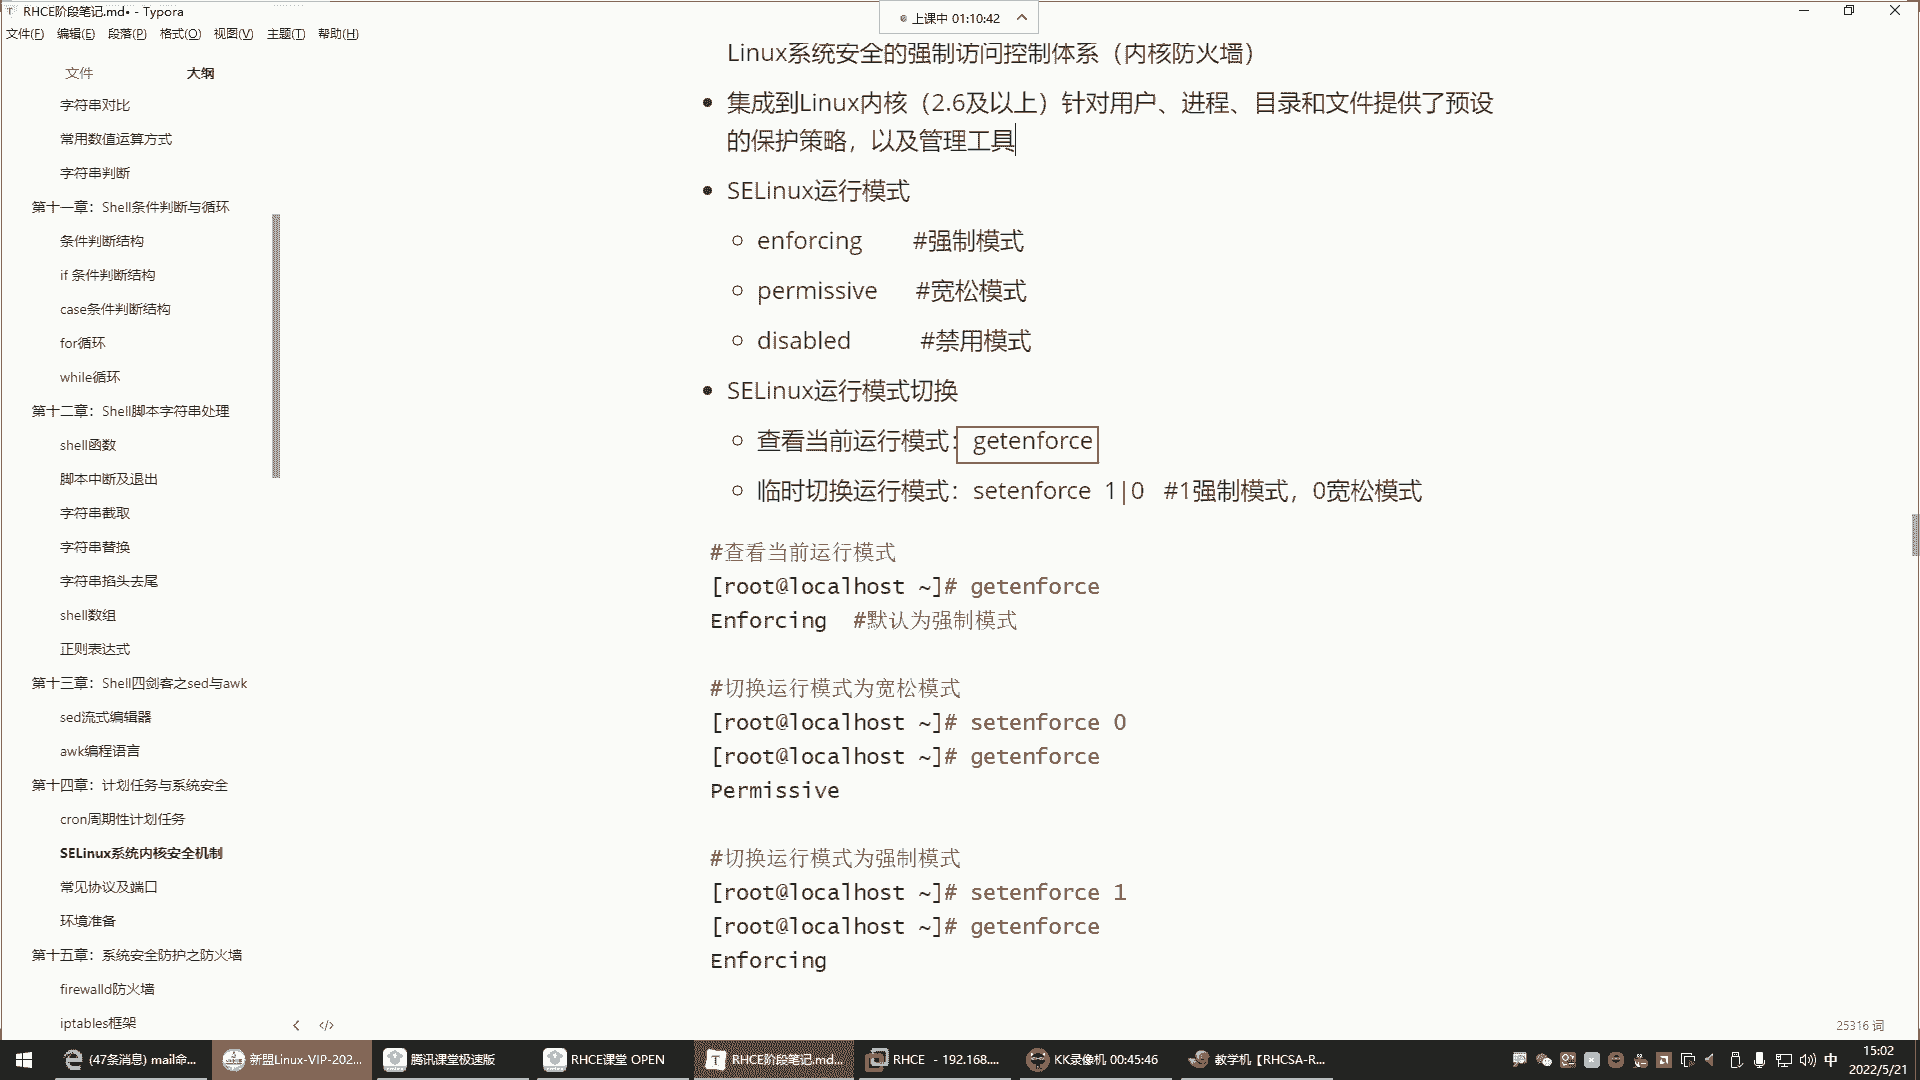 RHCE阶段笔记.md• - Typora
上课中 01:10:42
文件(F) 编辑(E) 段落(P) 格式(O) 视图(V) 主题(T) 帮助(H)
文件 大纲
字符串对比
常用数值运算方式
字符串判断
第十一章：Shell条件判断与循环
条件判断结构
if 条件判断结构
case条件判断结构
for循环
while循环
第十二章：Shell脚本字符串处理
shell函数
脚本中断及退出
字符串截取
字符串替换
字符串掐头去尾
shell数组
正则表达式
第十三章：Shell四剑客之sed与awk
sed流式编辑器
awk编程语言
第十四章：计划任务与系统安全
cron周期性计划任务
SELinux系统内核安全机制
常见协议及端口
环境准备
第十五章：系统安全防护之防火墙
firewalld防火墙
iptables框架
Linux系统安全的强制访问控制体系（内核防火墙）
集成到Linux内核（2.6及以上）针对用户、进程、目录和文件提供了预设
的保护策略，以及管理工具
SELinux运行模式
enforcing #强制模式
permissive #宽松模式
disabled #禁用模式
SELinux运行模式切换
查看当前运行模式：getenforce
临时切换运行模式：setenforce 1|0 #1强制模式，0宽松模式
#查看当前运行模式
[root@localhost ~]# getenforce
Enforcing #默认为强制模式
#切换运行模式为宽松模式
[root@localhost ~]# setenforce 0
[root@localhost ~]# getenforce
Permissive
#切换运行模式为强制模式
[root@localhost ~]# setenforce 1
[root@localhost ~]# getenforce
Enforcing
25316 词
(47条消息) mail命...
新盟Linux-VIP-202...
腾讯课堂极速版
RHCE课堂 OPEN
RHCE阶段笔记.md...
RHCE - 192.168....
KK录像机 00:45:46
教学机【RHCSA-R...
中
15:02
2022/5/21